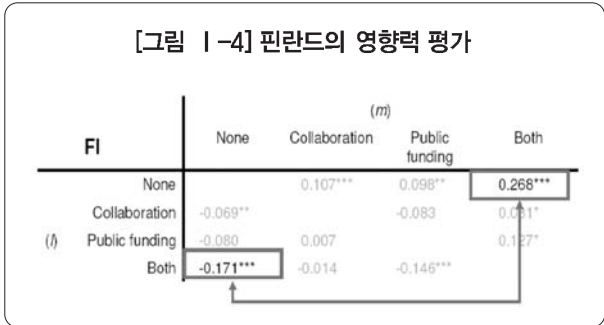 [그림 Ⅰ-4] 핀란드의 영향력 평가
(m)
FI None Collaboration Public funding Both
None 0.107*** 0.098** 0.268***
Collaboration -0.069** -0.083 0.081*
(l) Public funding -0.080 0.007 0.127*
Both -0.171*** -0.014 -0.146***